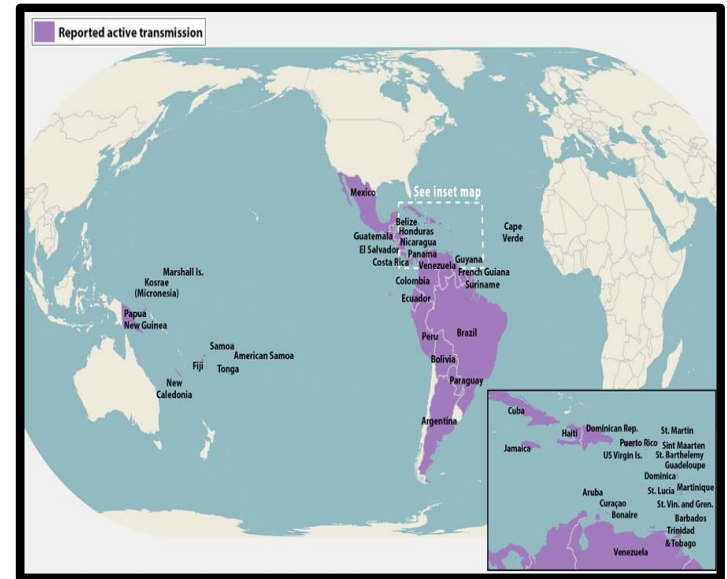 Reported active transmission
See inset map
Mexico
Belize
Guatemala
Honduras
El Salvador
Nicaragua
Costa Rica
Panama
Venezuela
Guyana
French Guiana
Suriname
Colombia
Ecuador
Peru
Brazil
Bolivia
Paraguay
Argentina
Cape
Verde
Marshall Is.
Kosrae
(Micronesia)
Papua
New Guinea
Samoa
American Samoa
Fiji
Tonga
New
Caledonia
Cuba
Haiti
Dominican Rep.
Jamaica
Puerto Rico
US Virgin Is.
St. Martin
Sint Maarten
St. Barthelemy
Guadeloupe
Dominica
Martinique
St. Lucia
St. Vin. and Gren.
Barbados
Aruba
Curaçao
Bonaire
Trinidad
& Tobago
Venezuela